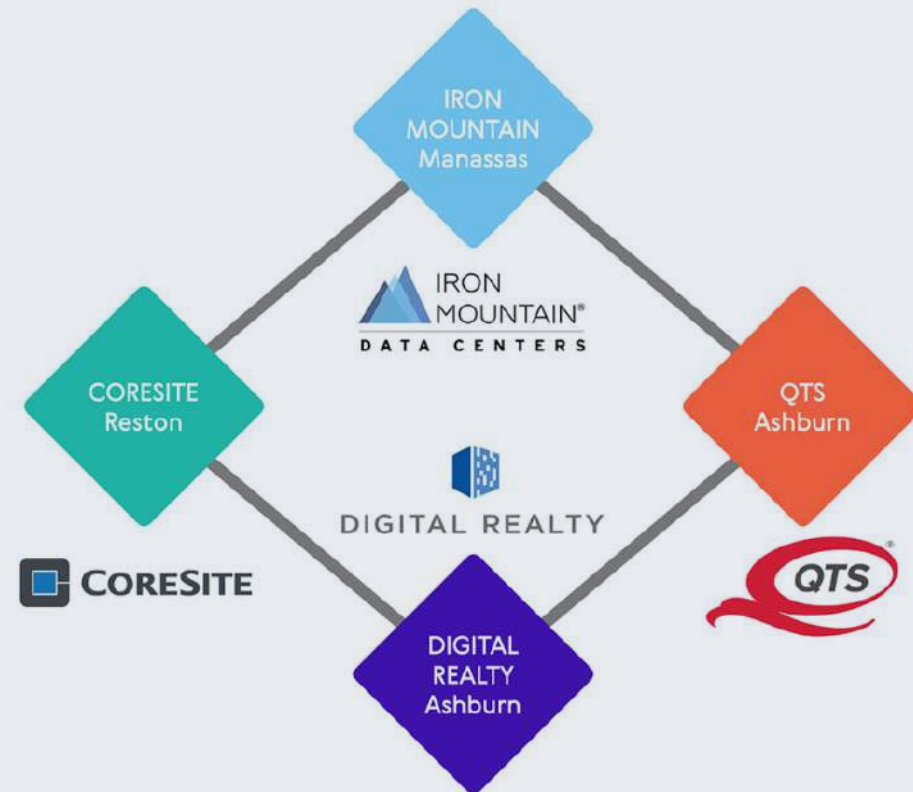 IRON
MOUNTAIN
Manassas
IRON
MOUNTAIN®
DATA CENTERS
CORESITE
Reston
QTS
Ashburn
DIGITAL REALTY
CORESITE
QTS®
DIGITAL
REALTY
Ashburn